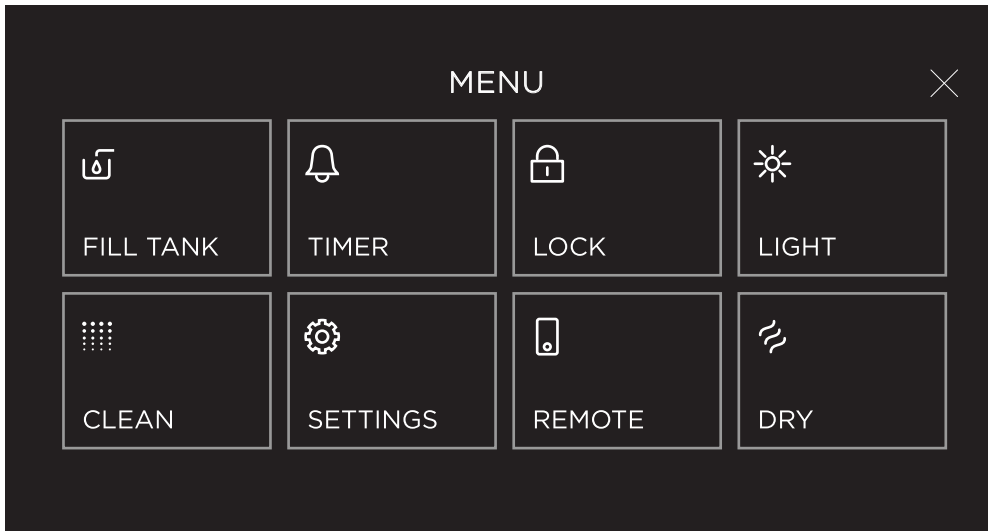 MENU
FILL TANK
TIMER
LOCK
LIGHT
CLEAN
SETTINGS
REMOTE
DRY